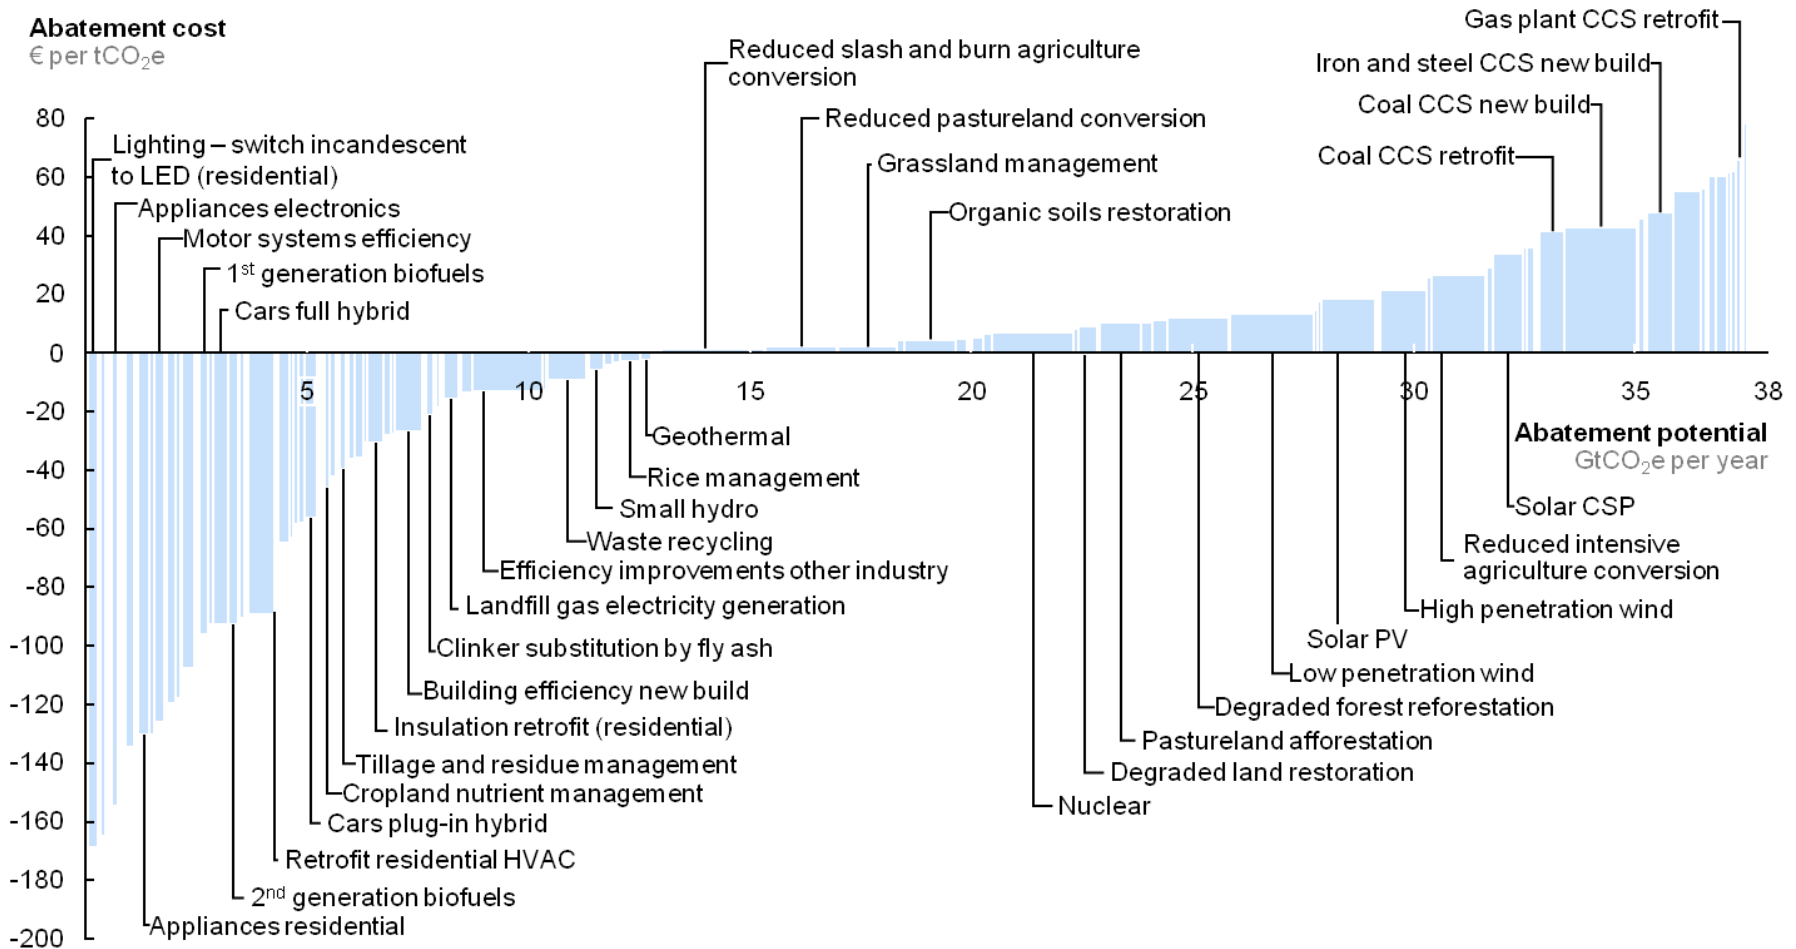 Abatement cost
€ per tCO₂e
Gas plant CCS retrofit
Reduced slash and burn agriculture
conversion
Iron and steel CCS new build
Coal CCS new build
80
Reduced pastureland conversion
Lighting – switch incandescent
to LED (residential)
Coal CCS retrofit
Grassland management
60
Appliances electronics
Organic soils restoration
40
Motor systems efficiency
1st generation biofuels
20
Cars full hybrid
0
5
10
15
20
25
30
35
38
-20
Geothermal
Abatement potential
GtCO₂e per year
-40
Rice management
Small hydro
Solar CSP
-60
Waste recycling
Reduced intensive
agriculture conversion
Efficiency improvements other industry
-80
Landfill gas electricity generation
High penetration wind
-100
Clinker substitution by fly ash
Solar PV
Low penetration wind
Building efficiency new build
-120
Degraded forest reforestation
Insulation retrofit (residential)
Pastureland afforestation
-140
Tillage and residue management
Degraded land restoration
Cropland nutrient management
Nuclear
-160
Cars plug-in hybrid
Retrofit residential HVAC
-180
2nd generation biofuels
Appliances residential
-200